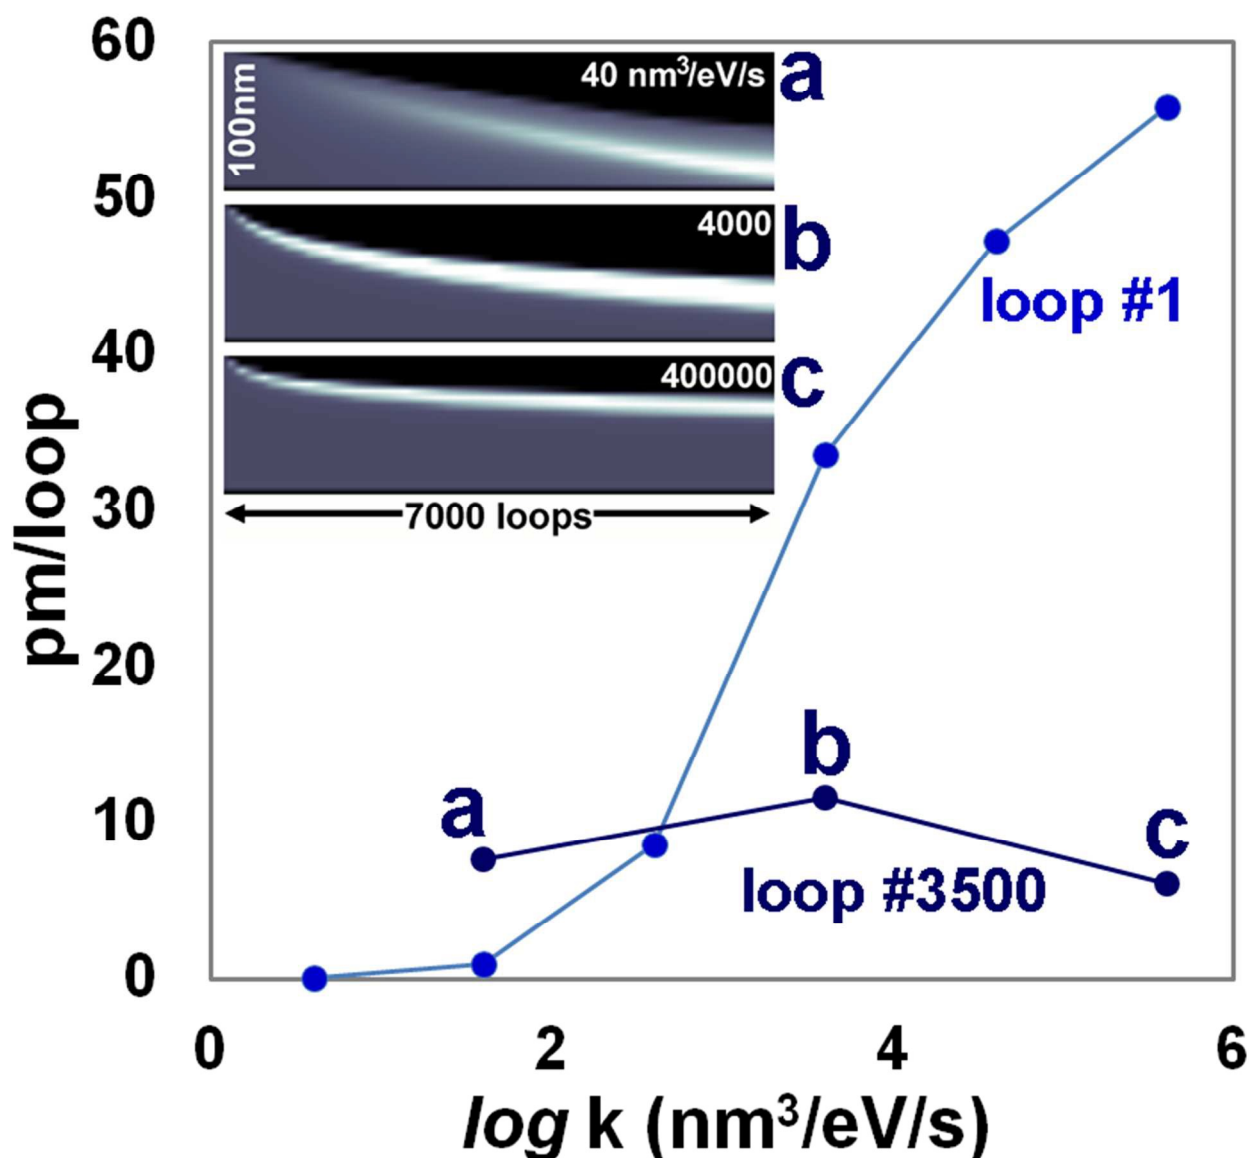 60
50
40
30
20
10
0
pm/loop
100nm
40 nm³/eV/s
a
4000
b
400000
c
7000 loops
loop #1
a
b
c
loop #3500
0 2 4 6
log k (nm³/eV/s)